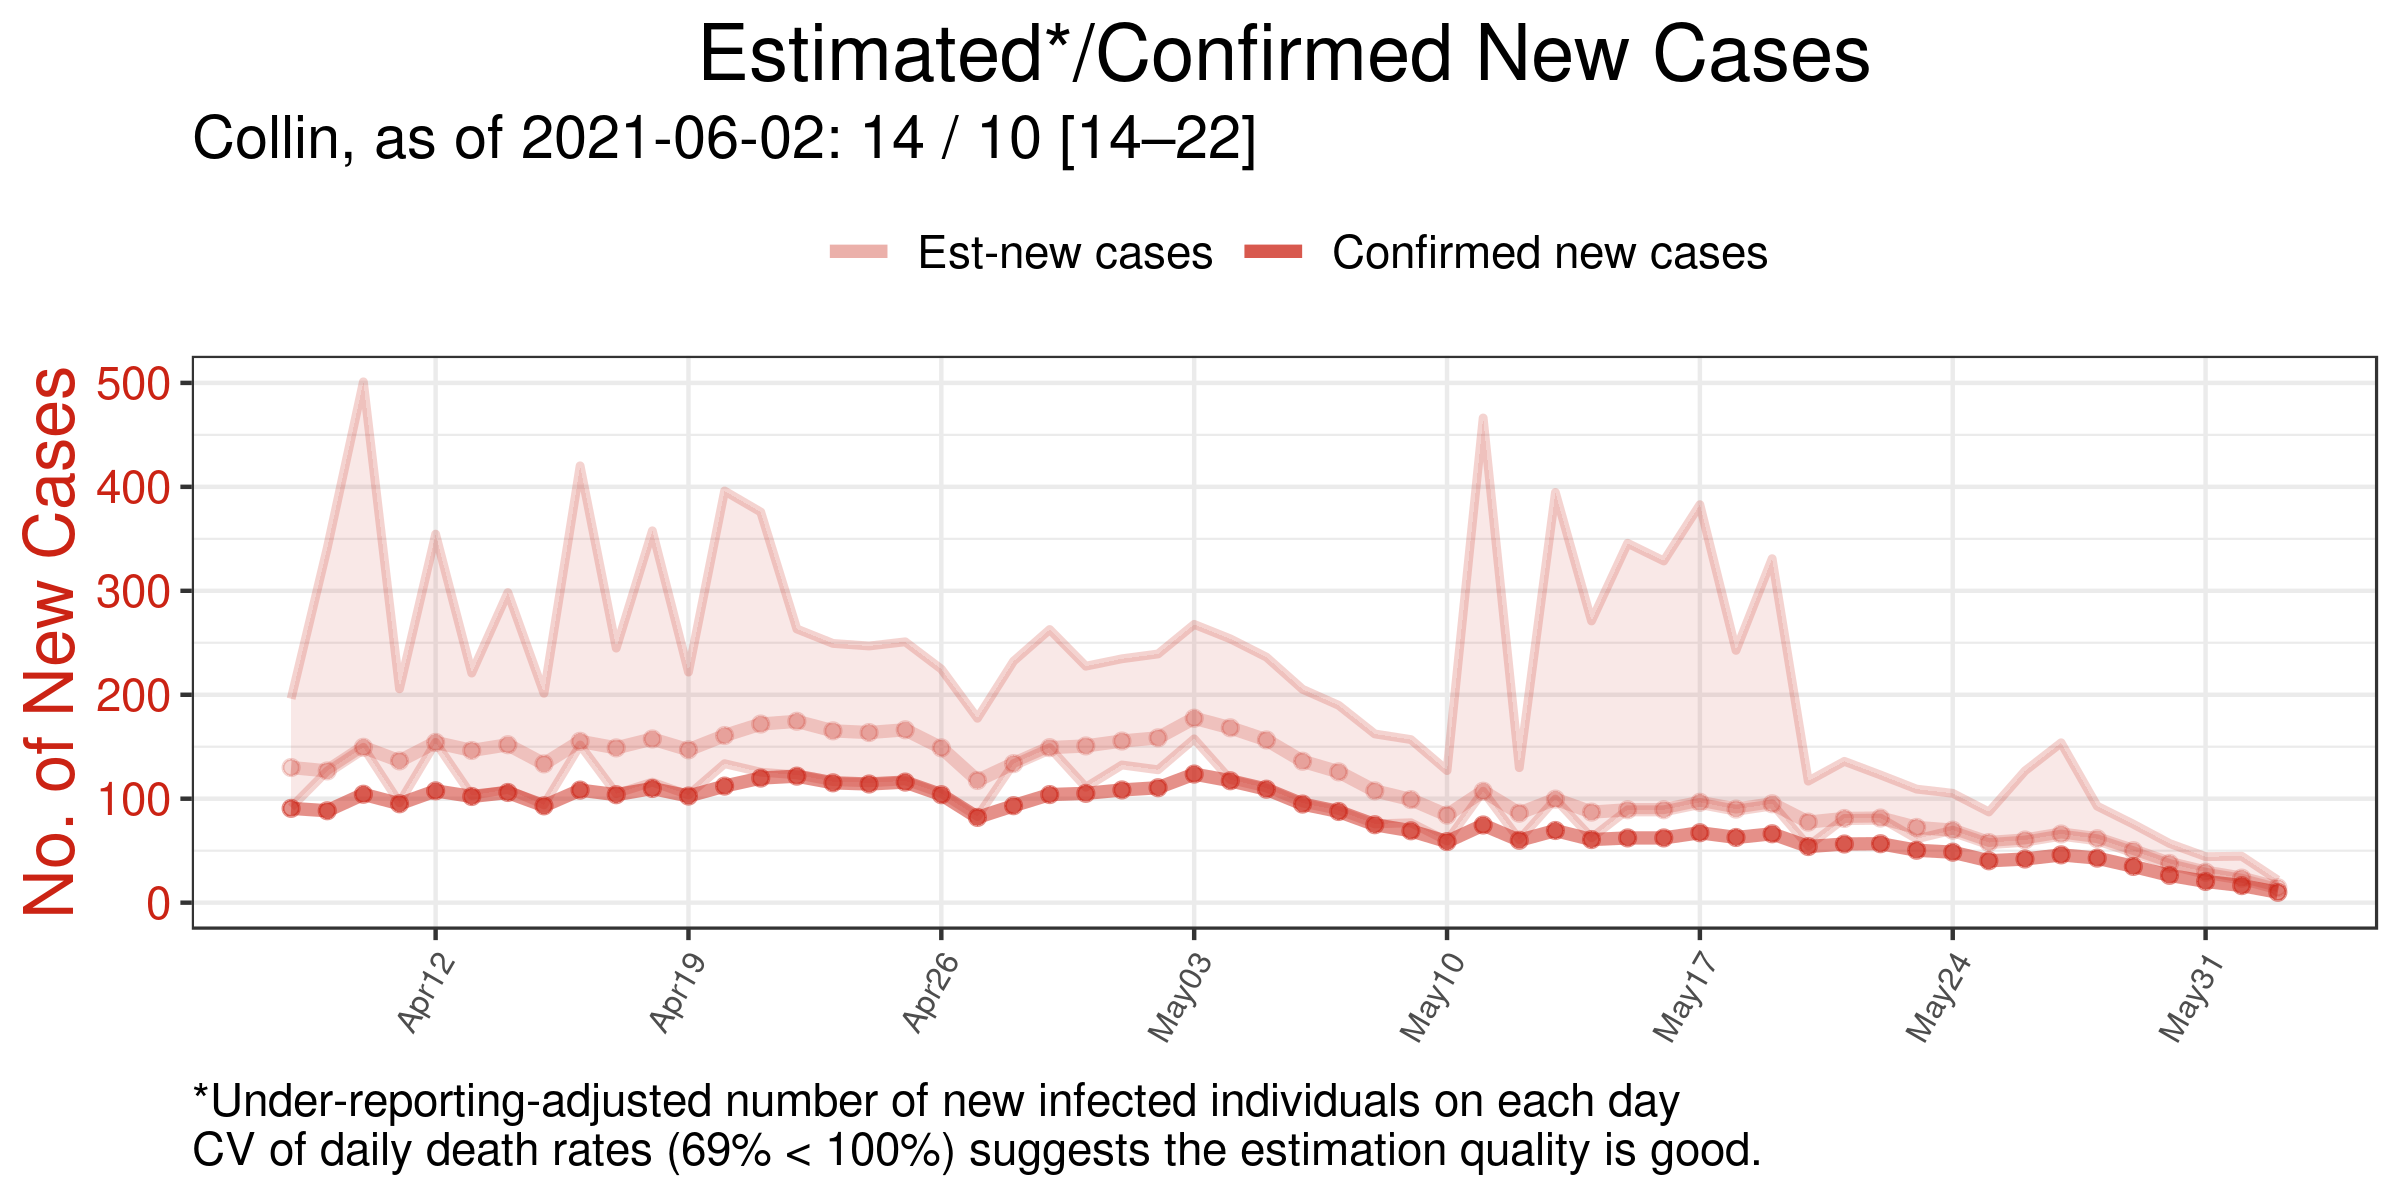 Estimated*/Confirmed New Cases
Collin, as of 2021-06-02: 14 / 10 [14–22]
Est-new cases
Confirmed new cases
No. of New Cases
500
400
300
200
100
0
Apr12
Apr19
Apr26
May03
May10
May17
May24
May31
*Under-reporting-adjusted number of new infected individuals on each day
CV of daily death rates (69% < 100%) suggests the estimation quality is good.